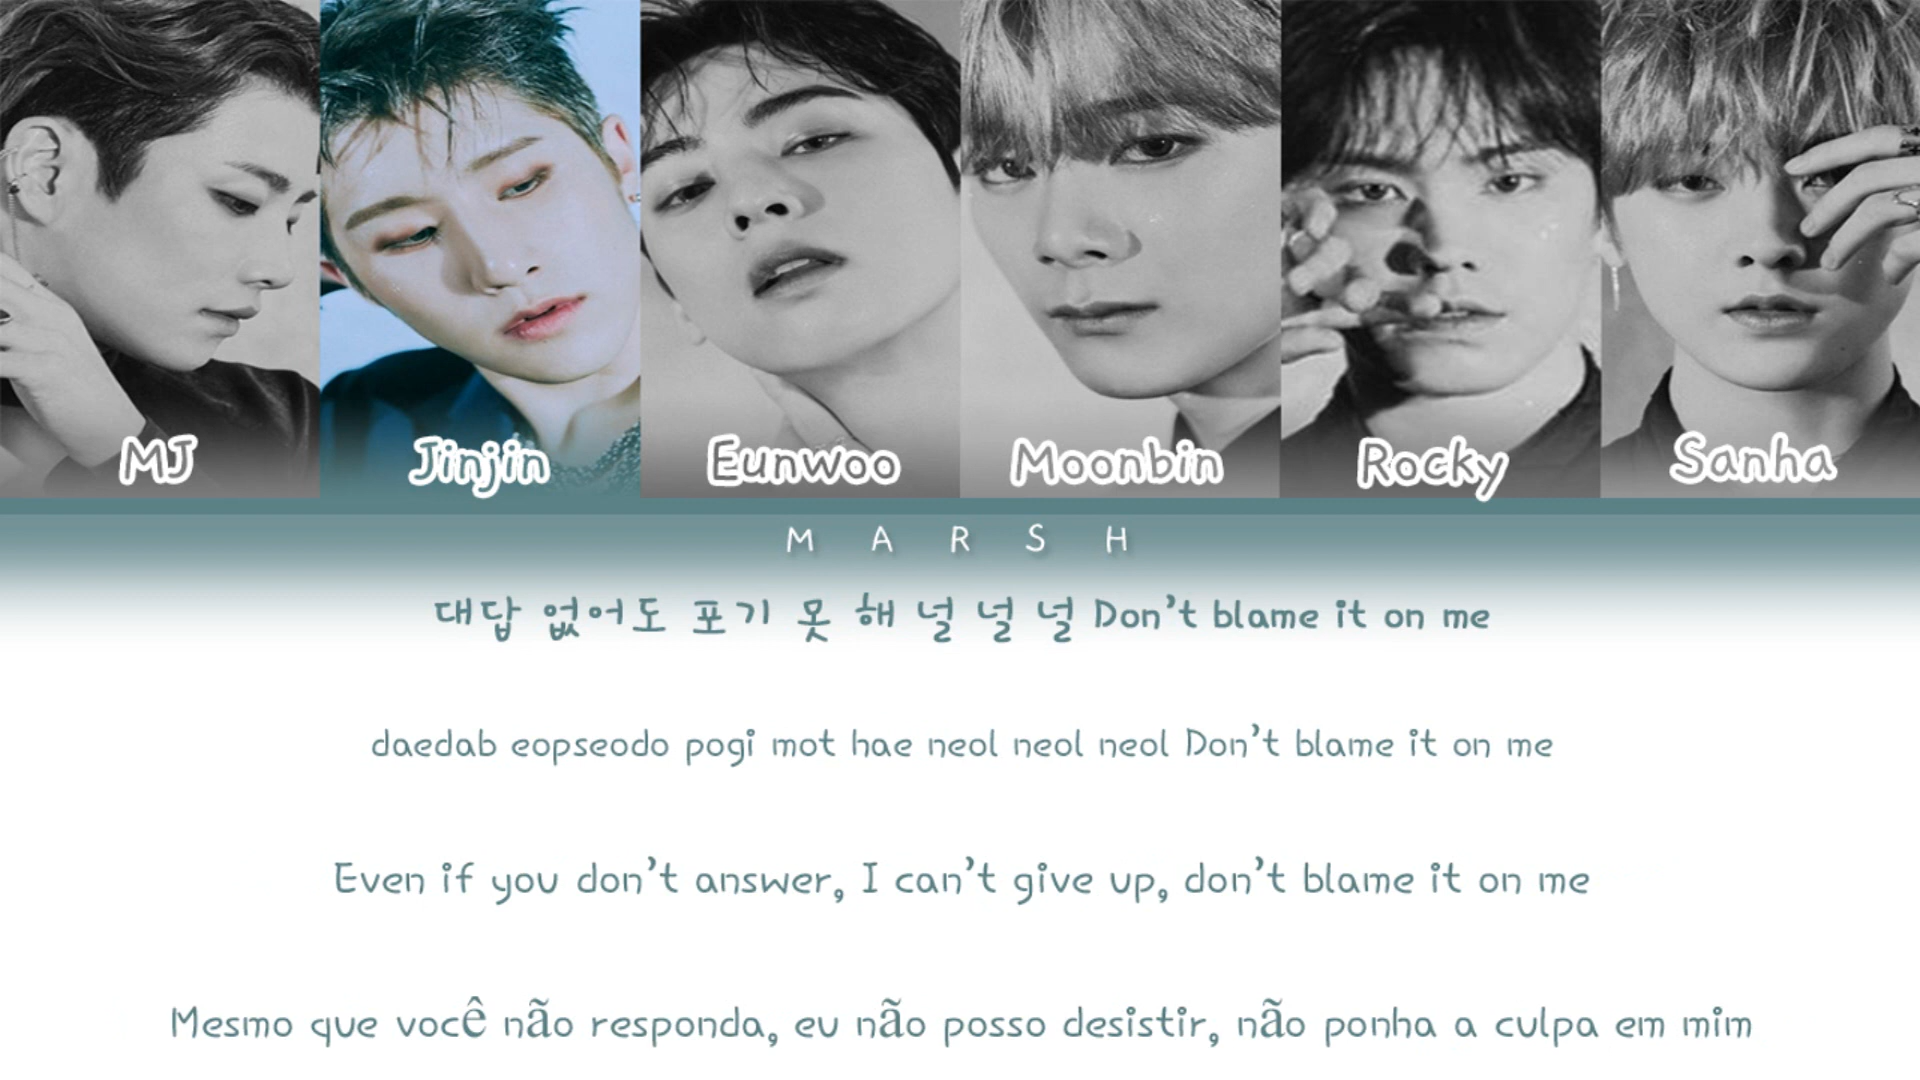 MJ Jinjin Eunwoo Moonbin Rocky Sanha
M A R S H
대답 없어도 포기 못 해 널 널 널 Don't blame it on me
daedab eopseodo pogi mot hae neol neol neol Don't blame it on me
Even if you don't answer, I can't give up, don't blame it on me
Mesmo que você não responda, eu não posso desistir, não ponha a culpa em mim